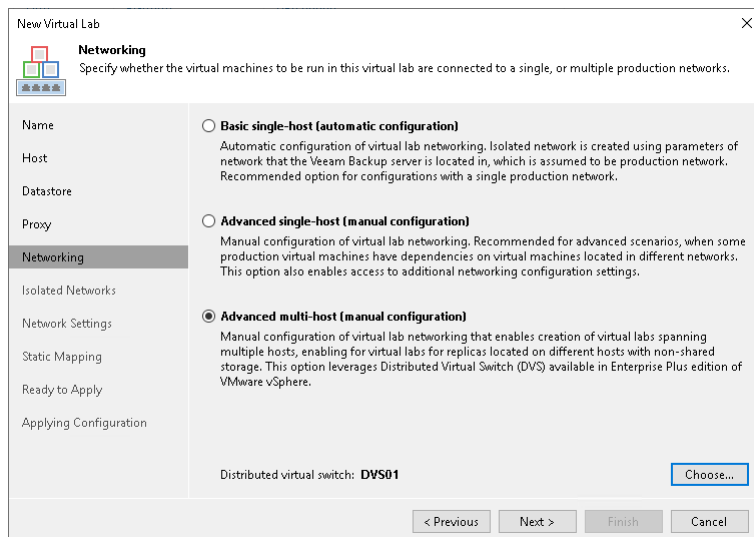 New Virtual Lab
Networking
Specify whether the virtual machines to be run in this virtual lab are connected to a single, or multiple production networks.
Name
Host
Datastore
Proxy
Networking
Isolated Networks
Network Settings
Static Mapping
Ready to Apply
Applying Configuration
Basic single-host (automatic configuration)
Automatic configuration of virtual lab networking. Isolated network is created using parameters of
network that the Veeam Backup server is located in, which is assumed to be production network.
Recommended option for configurations with a single production network.
Advanced single-host (manual configuration)
Manual configuration of virtual lab networking. Recommended for advanced scenarios, when some
production virtual machines have dependencies on virtual machines located in different networks.
This option also enables access to additional networking configuration settings.
Advanced multi-host (manual configuration)
Manual configuration of virtual lab networking that enables creation of virtual labs spanning
multiple hosts, enabling for virtual labs for replicas located on different hosts with non-shared
storage. This option leverages Distributed Virtual Switch (DVS) available in Enterprise Plus edition of
VMware vSphere.
Distributed virtual switch: DVS01
Choose...
< Previous
Next >
Finish
Cancel